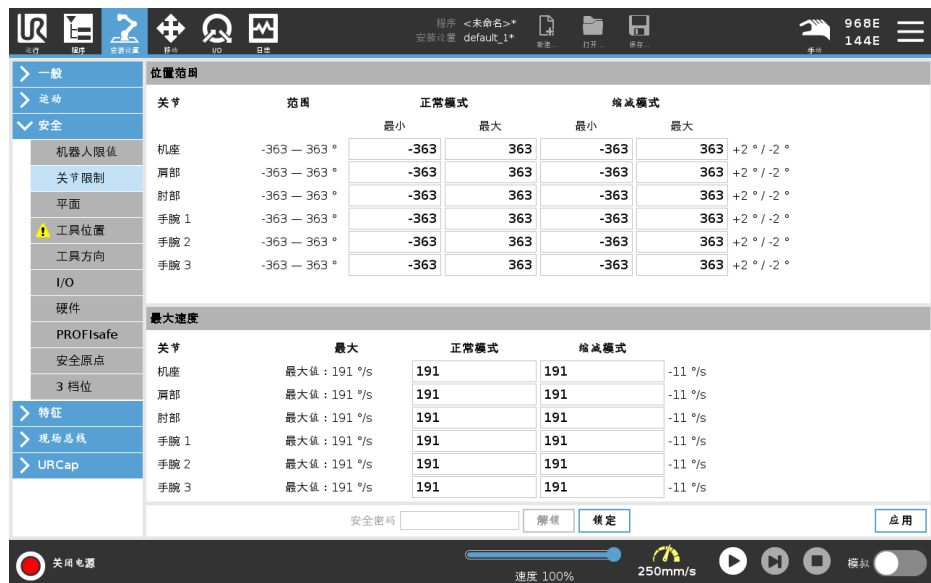 UR
程序 <未命名>*
安装设置 default_1*
968E
144E
运行 程序 安装设置 移动 I/O 日志 新建... 打开... 保存... 手动
一般
运动
安全
机器人限值
关节限制
平面
工具位置
工具方向
I/O
硬件
PROFIsafe
安全原点
3 档位
特征
现场总线
URCap
位置范围
关节 范围 正常模式 缩减模式
最小 最大 最小 最大
机座 -363 — 363 ° -363 363 -363 363 +2 ° / -2 °
肩部 -363 — 363 ° -363 363 -363 363 +2 ° / -2 °
肘部 -363 — 363 ° -363 363 -363 363 +2 ° / -2 °
手腕 1 -363 — 363 ° -363 363 -363 363 +2 ° / -2 °
手腕 2 -363 — 363 ° -363 363 -363 363 +2 ° / -2 °
手腕 3 -363 — 363 ° -363 363 -363 363 +2 ° / -2 °
最大速度
关节 最大 正常模式 缩减模式
机座 最大值：191 °/s 191 191 -11 °/s
肩部 最大值：191 °/s 191 191 -11 °/s
肘部 最大值：191 °/s 191 191 -11 °/s
手腕 1 最大值：191 °/s 191 191 -11 °/s
手腕 2 最大值：191 °/s 191 191 -11 °/s
手腕 3 最大值：191 °/s 191 191 -11 °/s
安全密码 解锁 锁定 应用
关闭电源 速度 100% 250mm/s 模拟